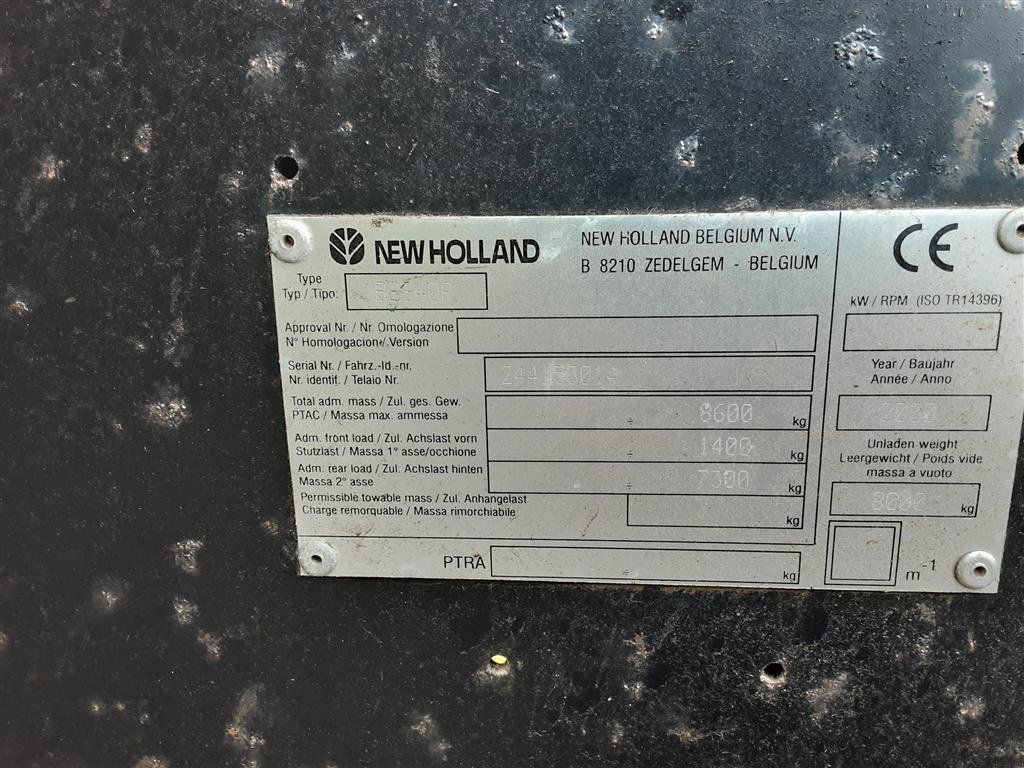 NEW HOLLAND
NEW HOLLAND BELGIUM N.V.
B 8210 ZEDELGEM - BELGIUM
CE
Type
Typ / Tipo:
Approval Nr. / Nr. Omologazione
N° Homologacion / Version
Serial Nr. / Fahrz.-Id.-nr.
Nr. identif. / Telaio Nr.
Total adm. mass / Zul. ges. Gew.
PTAC / Massa max. ammessa
÷ 8600 kg
Adm. front load / Zul. Achslast vorn
Stutzlast / Massa 1° asse/occhione
÷ 1400 kg
Adm. rear load / Zul. Achslast hinten
Massa 2° asse
÷ 7300 kg
Permissible towable mass / Zul. Anhangelast
Charge remorquable / Massa rimorchiabile
kg
PTRA
÷ kg
kW / RPM (ISO TR14396)
Year / Baujahr
Année / Anno
2000
Unladen weight
Leergewicht / Poids vide
massa a vuoto
kg
m-1